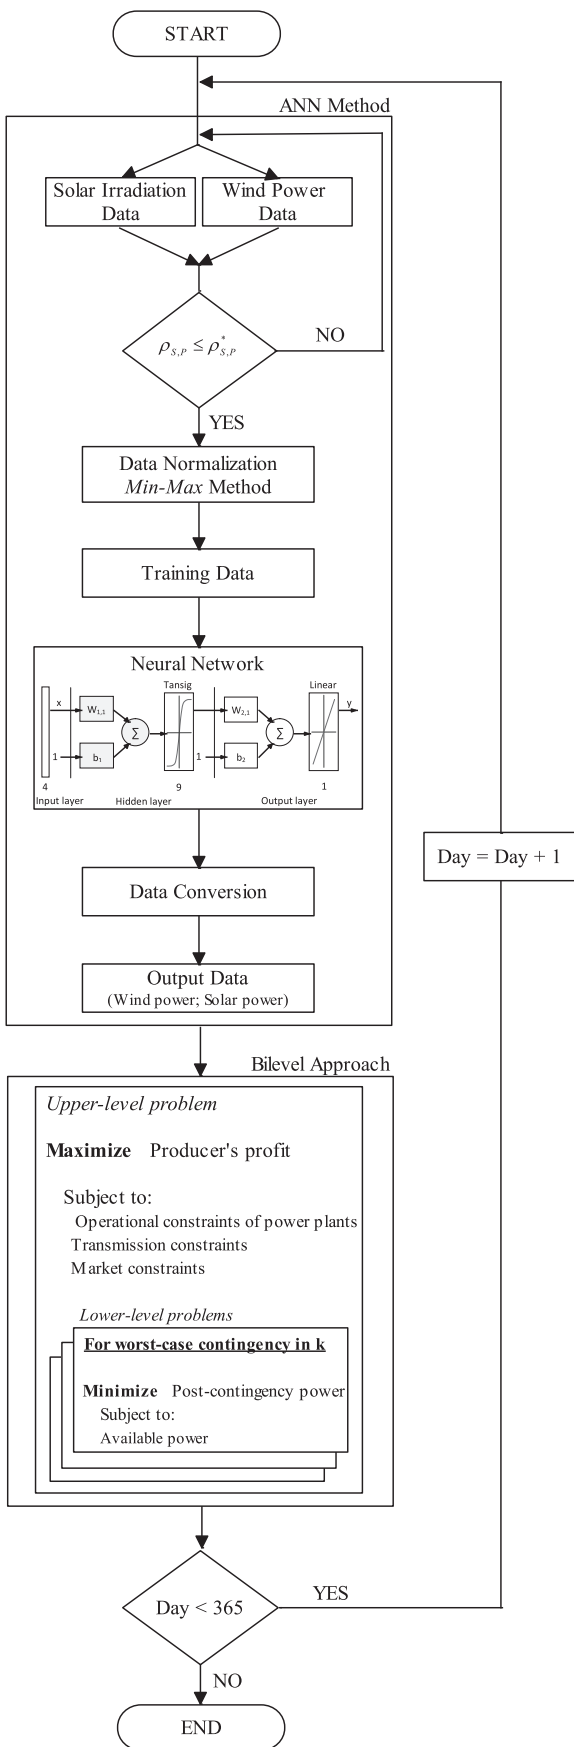 START
ANN Method
Solar Irradiation
Data
Wind Power
Data
ρS,P ≤ ρ*S,P
NO
YES
Data Normalization
Min-Max Method
Training Data
Neural Network
Tansig
Linear
x
W1,1
Σ
1
b1
W2,1
Σ
1
b2
y
4
9
1
Input layer
Hidden layer
Output layer
Day = Day + 1
Data Conversion
Output Data
(Wind power; Solar power)
Bilevel Approach
Upper-level problem
Maximize Producer's profit
Subject to:
Operational constraints of power plants
Transmission constraints
Market constraints
Lower-level problems
For worst-case contingency in k
Minimize Post-contingency power
Subject to:
Available power
Day < 365
YES
NO
END